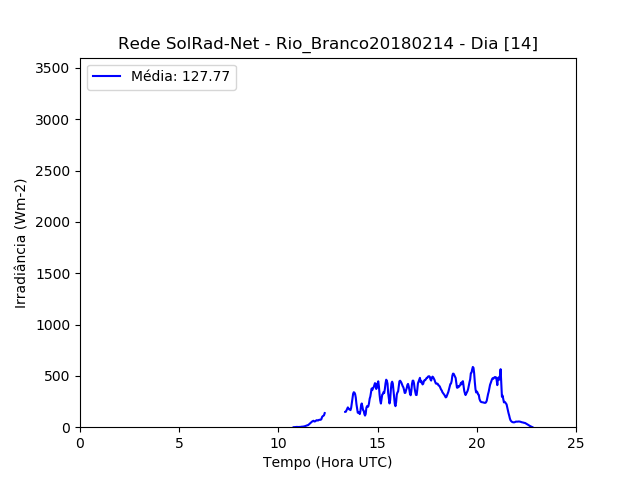 Rede SolRad-Net - Rio_Branco20180214 - Dia [14]
Média: 127.77
Irradiância (Wm-2)
3500
3000
2500
2000
1500
1000
500
0
0 5 10 15 20 25
Tempo (Hora UTC)